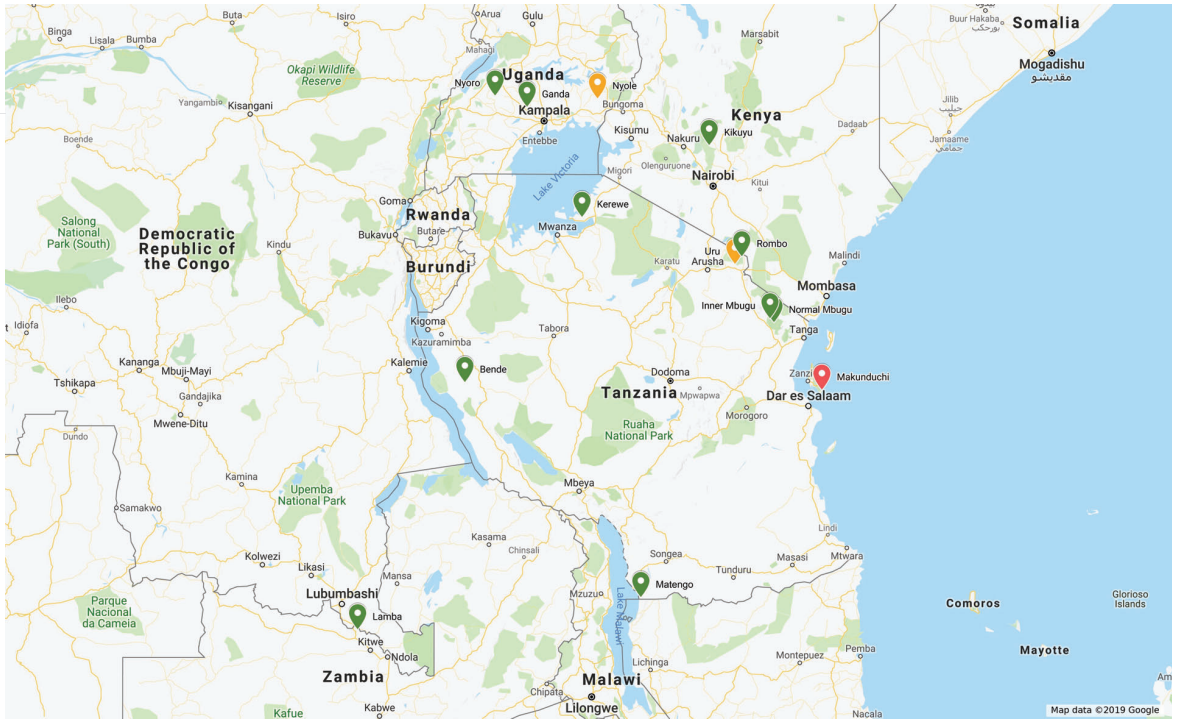 Arua
Gulu
Buta
Isiro
Binga
Lisala
Bumba
Mahagi
Marsabit
Buur Hakaba
بورحكبة
Somalia
Mogadishu
مقديشو
Okapi Wildlife
Reserve
Nyoro
Uganda
Ganda
Nyole
Yangambi
Kisangani
Kampala
Bungoma
Kenya
Jilib
جيليب
Entebbe
Kisumu
Nakuru
Kikuyu
Dadaab
Jamaame
جمامي
Boende
Lake Victoria
Olenguruone
Migori
Nairobi
Kitui
Goma
Rwanda
Kerewe
Salong
National
Park (South)
Democratic
Republic of
the Congo
Kindu
Bukavu
Butare
Mwanza
Uru
Rombo
Arusha
Karatu
Malindi
Burundi
Mombasa
Ilebo
Inner Mbugu
Normal Mbugu
t
Idiofa
Kigoma
Kazuramimba
Tabora
Tanga
Kananga
Mbuji-Mayi
Kalemie
Bende
Dodoma
Zanzi
Makunduchi
Tshikapa
Gandajika
Tanzania
Mpwapwa
Dar es Salaam
Mwene-Ditu
Morogoro
Ruaha
National Park
Dundo
Kamina
Upemba
National Park
Mbeya
Samakwo
Kasama
Chinsali
Lindi
Kolwezi
Likasi
Mansa
Songea
Masasi
Mtwara
Tunduru
Lubumbashi
Mzuzu
Matengo
Parque
Nacional
da Cameia
Lamba
Lake Malawi
Comoros
Glorioso
Islands
Kitwe
Ndola
Lichinga
Montepuez
Pemba
Mayotte
Zambia
Malawi
Chipata
Lilongwe
Kabwe
Kafue
Nacala
Am
Map data ©2019 Google